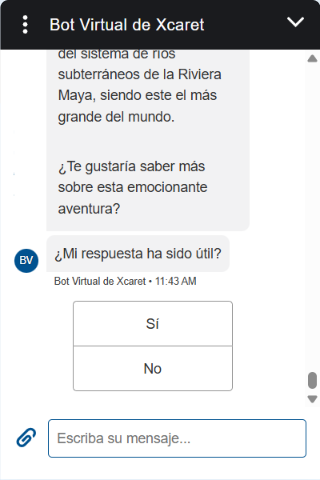 Bot Virtual de Xcaret
del sistema de ríos
subterráneos de la Riviera
Maya, siendo este el más
grande del mundo.
¿Te gustaría saber más
sobre esta emocionante
aventura?
BV
¿Mi respuesta ha sido útil?
Bot Virtual de Xcaret • 11:43 AM
Sí
No
Escriba su mensaje...